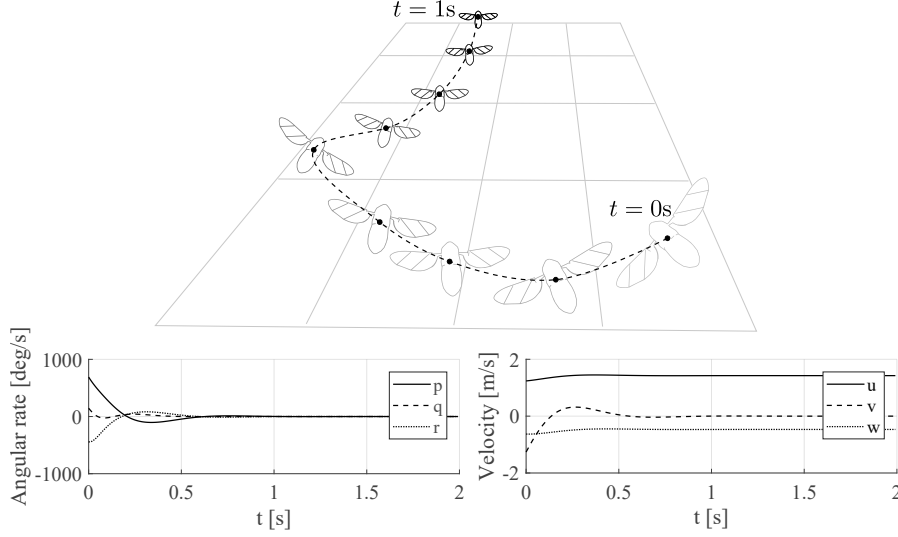 t = 1s
t = 0s
Angular rate [deg/s]
1000
0
-1000
p
q
r
0
0.5
1
1.5
2
t [s]
Velocity [m/s]
2
0
-2
u
v
w
0
0.5
1
1.5
2
t [s]